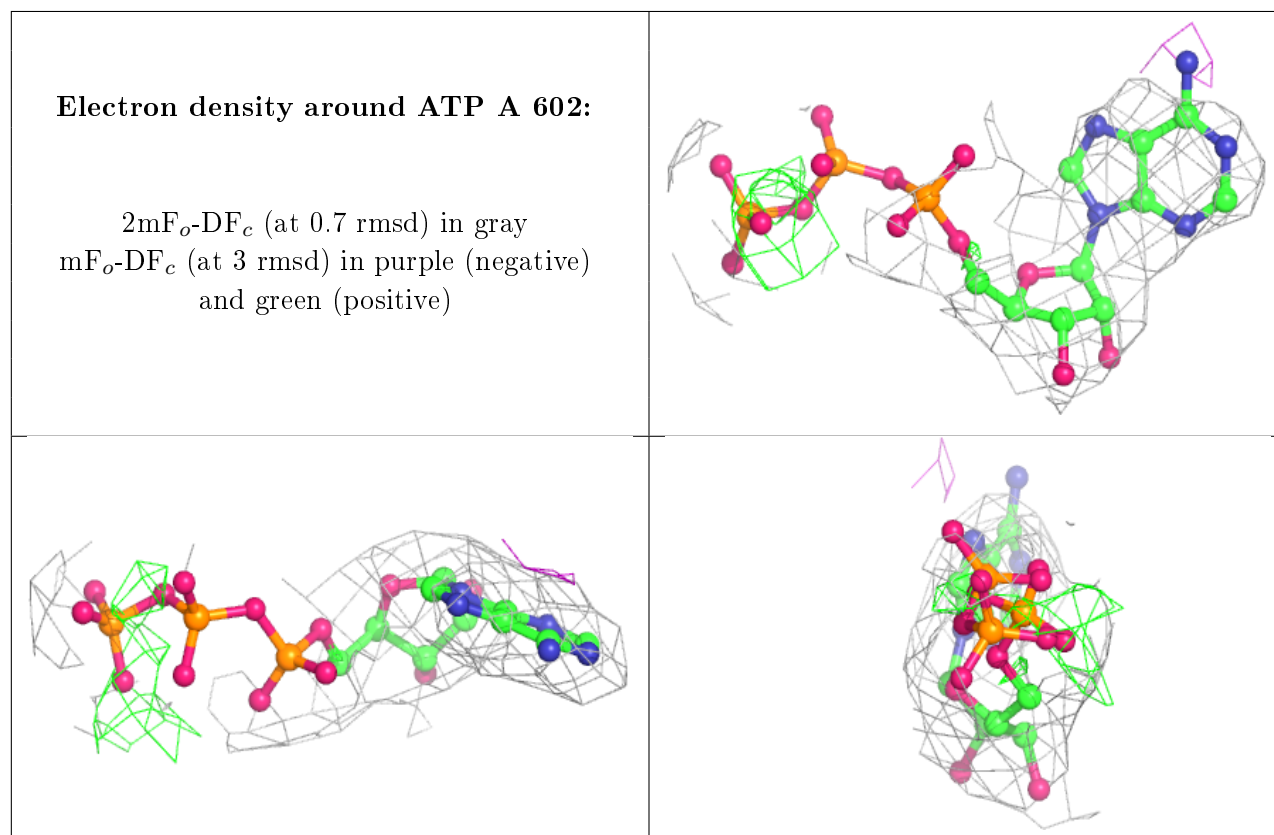 Electron density around ATP A 602:
2mFo-DFc (at 0.7 rmsd) in gray
mFo-DFc (at 3 rmsd) in purple (negative)
and green (positive)